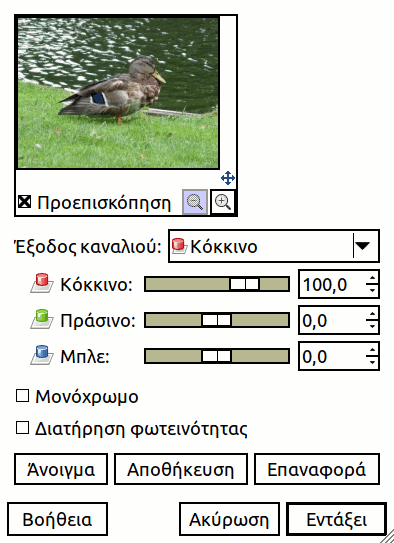 Προεπισκόπηση
Έξοδος καναλιού: Κόκκινο
Κόκκινο: 100,0
Πράσινο: 0,0
Μπλε: 0,0
Μονόχρωμο
Διατήρηση φωτεινότητας
Άνοιγμα Αποθήκευση Επαναφορά
Βοήθεια Ακύρωση Εντάξει